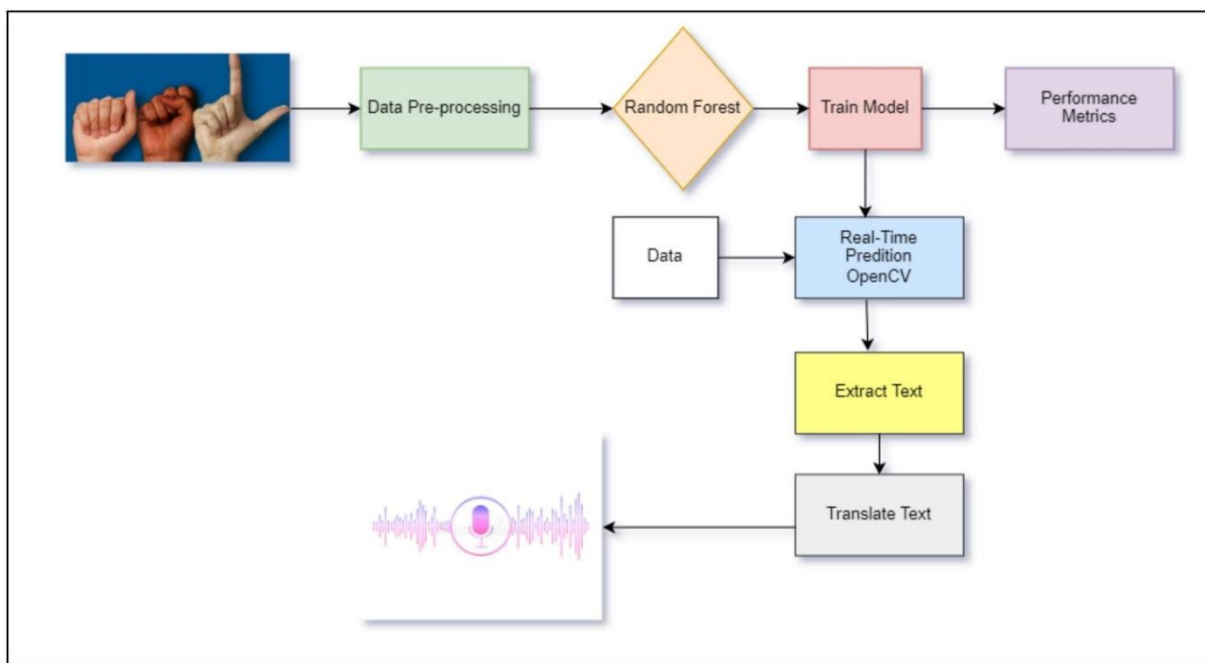 Data Pre-processing
Random Forest
Train Model
Performance
Metrics
Data
Real-Time
Predition
OpenCV
Extract Text
Translate Text